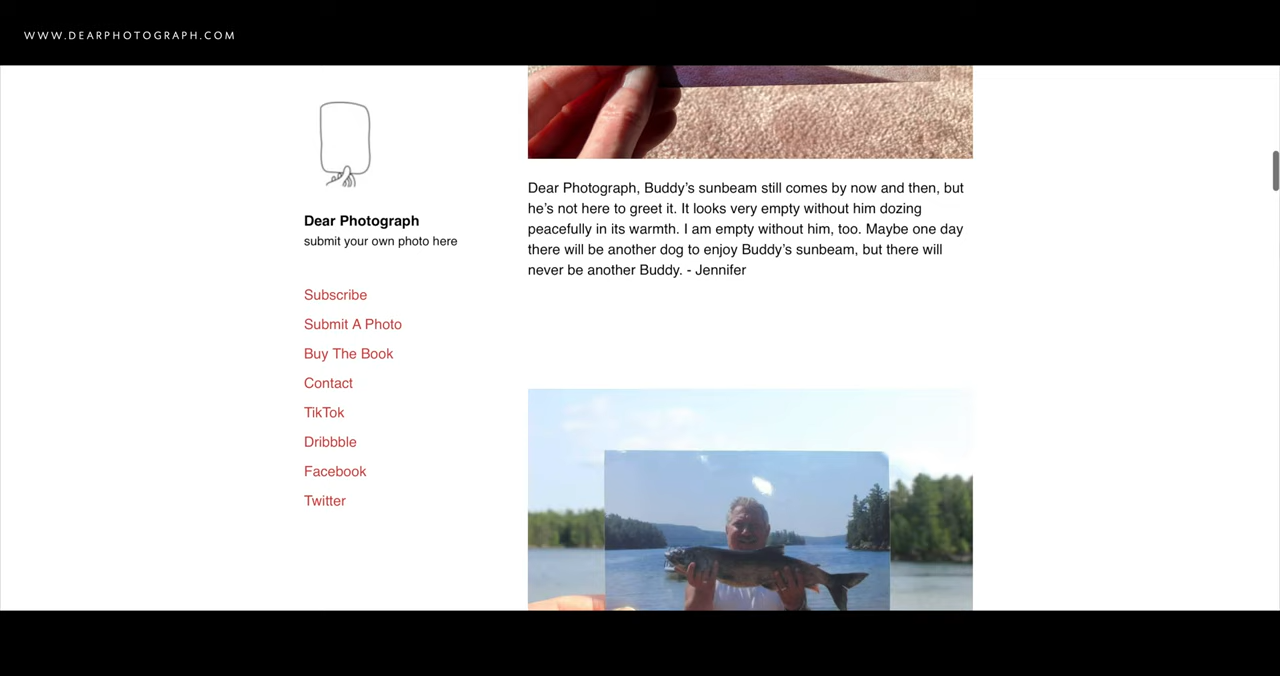 WWW.DEARPHOTOGRAPH.COM
Dear Photograph
submit your own photo here
Subscribe
Submit A Photo
Buy The Book
Contact
TikTok
Dribbble
Facebook
Twitter
Dear Photograph, Buddy’s sunbeam still comes by now and then, but
he’s not here to greet it. It looks very empty without him dozing
peacefully in its warmth. I am empty without him, too. Maybe one day
there will be another dog to enjoy Buddy’s sunbeam, but there will
never be another Buddy. - Jennifer